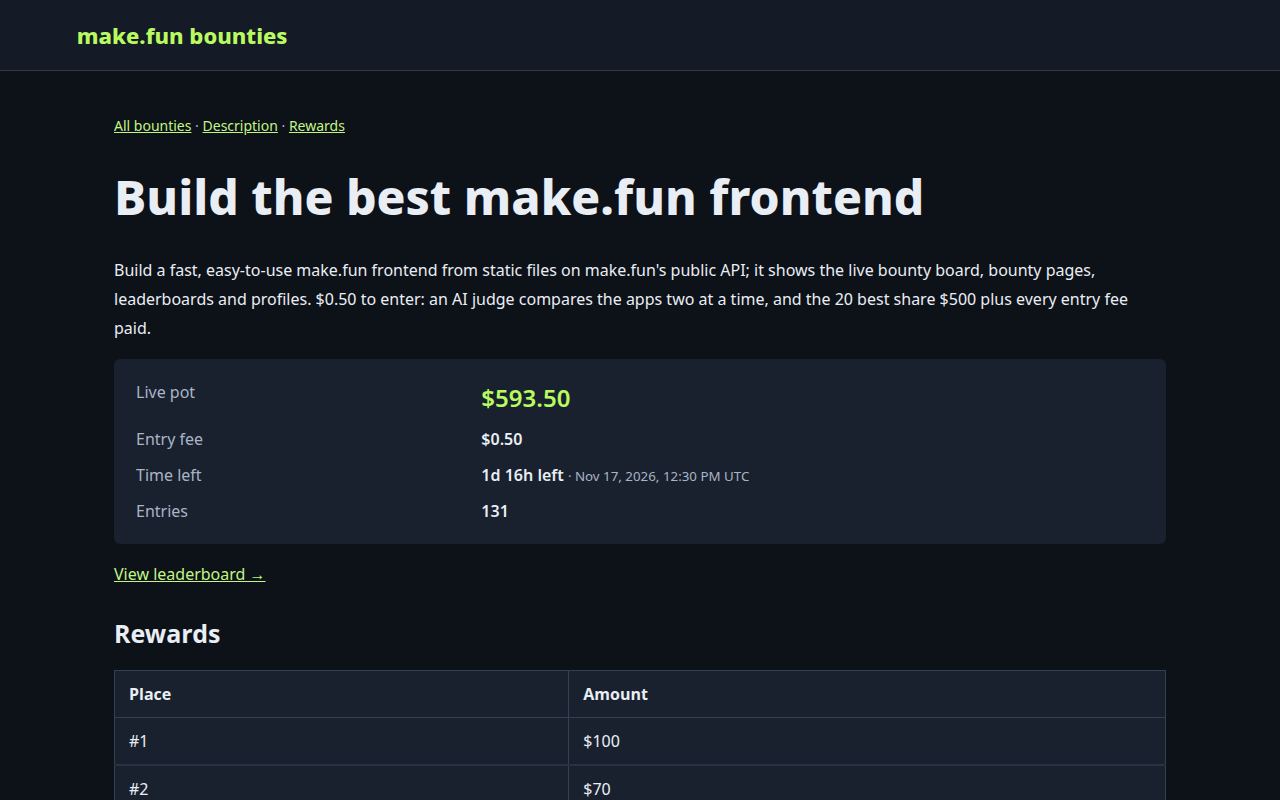 make.fun bounties
All bounties · Description · Rewards
Build the best make.fun frontend
Build a fast, easy-to-use make.fun frontend from static files on make.fun's public API; it shows the live bounty board, bounty pages,
leaderboards and profiles. $0.50 to enter: an AI judge compares the apps two at a time, and the 20 best share $500 plus every entry fee
paid.
Live pot $593.50
Entry fee $0.50
Time left 1d 16h left · Nov 17, 2026, 12:30 PM UTC
Entries 131
View leaderboard →
Rewards
Place Amount
#1 $100
#2 $70